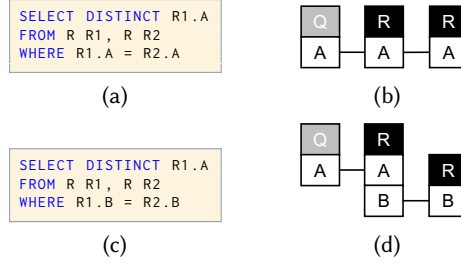 SELECT DISTINCT R1.A
FROM R R1, R R2
WHERE R1.A = R2.A
(a)
Q R R
A A A
(b)
SELECT DISTINCT R1.A
FROM R R1, R R2
WHERE R1.B = R2.B
(c)
Q R
A A R
B B
(d)